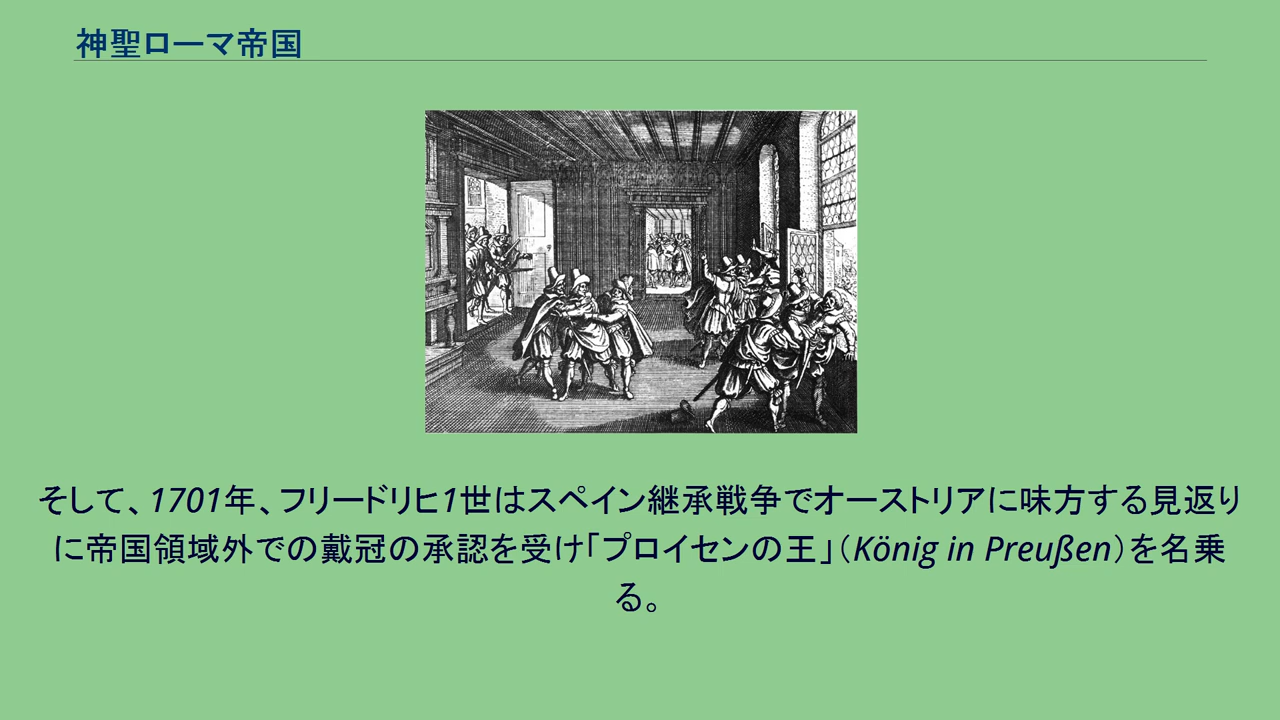 神聖ローマ帝国
そして、1701年、フリードリヒ1世はスペイン継承戦争でオーストリアに味方する見返り
に帝国領域外での戴冠の承認を受け「プロイセンの王」（König in Preußen）を名乗
る。